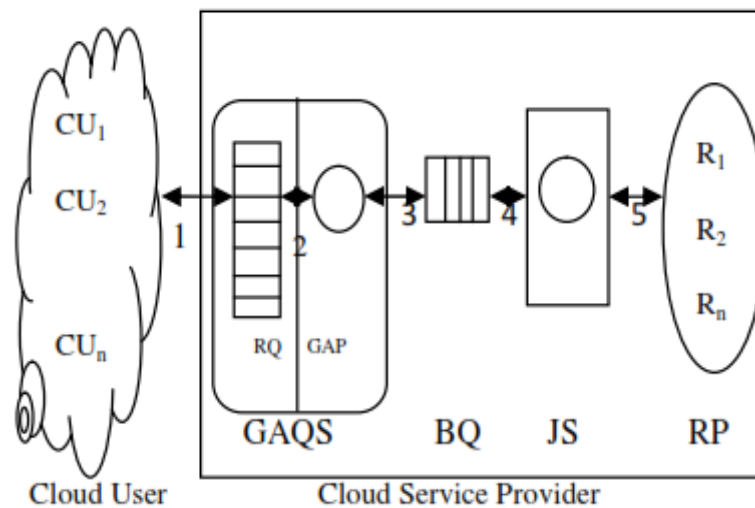 CU1
CU2
CUn
1
2
3
4
5
RQ GAP
R1
R2
Rn
GAQS BQ JS RP
Cloud User Cloud Service Provider